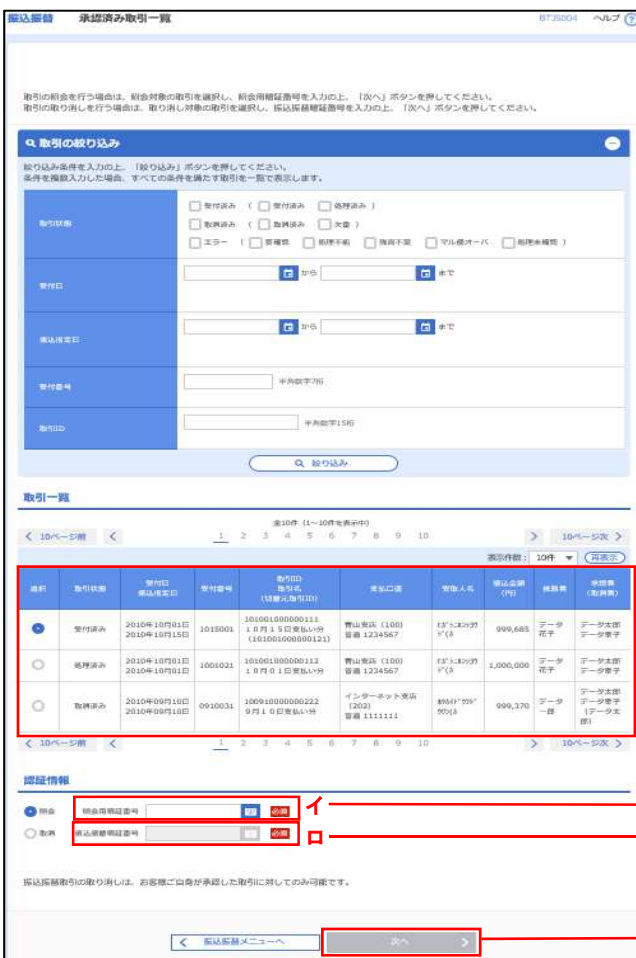 振込振替 承認済み取引一覧 BTJS004 ヘルプ ?
取引の照会を行う場合は、照会対象の取引を選択し、照会用暗証番号を入力の上、「次へ」ボタンを押してください。
取引の取り消しを行う場合は、取り消し対象の取引を選択し、振込振替暗証番号を入力の上、「次へ」ボタンを押してください。
取引の絞り込み
絞り込み条件を入力の上、「絞り込み」ボタンを押してください。
条件を複数入力した場合、すべての条件を満たす取引を一覧で表示します。
取引状態
受付済み ( 受付済み 処理済み )
取消済み ( 取消済み 欠番 )
エラー ( 要確認 処理不能 残高不足 マル優オーバ 処理未確認 )
受付日 から まで
振込指定日 から まで
受付番号 半角数字7桁
取引ID 半角数字15桁
絞り込み
取引一覧
全10件 (1~10件を表示中)
< 10ページ前 < 1 2 3 4 5 6 7 8 9 10 > 10ページ次 >
表示件数: 10件 再表示
選択 取引状態 受付日 振込指定日 受付番号 取引ID 取引名 (切替元取引ID) 支払口座 受取人名 振込金額 (円) 依頼者 承認者 (取消者)
受付済み 2010年10月01日 2010年10月15日 1015001 101001000000111 10月15日支払い分 (101001000000121) 青山支店 (100) 普通 1234567 999,685 データ花子 データ太郎 データ幸子
処理済み 2010年10月01日 2010年10月01日 1001021 101001000000112 10月01日支払い分 青山支店 (100) 普通 1234567 1,000,000 データ花子 データ太郎 データ幸子
取消済み 2010年09月10日 2010年09月10日 0910031 100910000000222 9月10日支払い分 インターネット支店 (202) 普通 1111111 999,370 データ一郎 データ太郎 データ幸子 (データ太郎)
< 10ページ前 < 1 2 3 4 5 6 7 8 9 10 > 10ページ次 >
認証情報
照会 照会用暗証番号 必須 イ
取消 振込振替暗証番号 必須 ロ
振込振替取引の取り消しは、お客様ご自身が承認した取引に対してのみ可能です。
< 振込振替メニューへ 次へ >